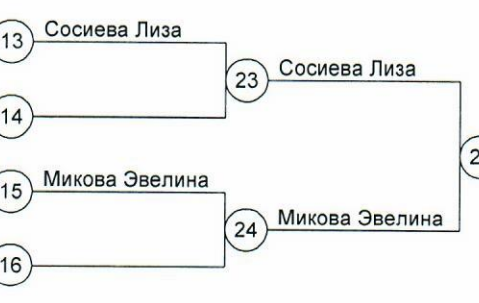 13 Сосиева Лиза
23 Сосиева Лиза
14
15 Микова Эвелина
24 Микова Эвелина
16